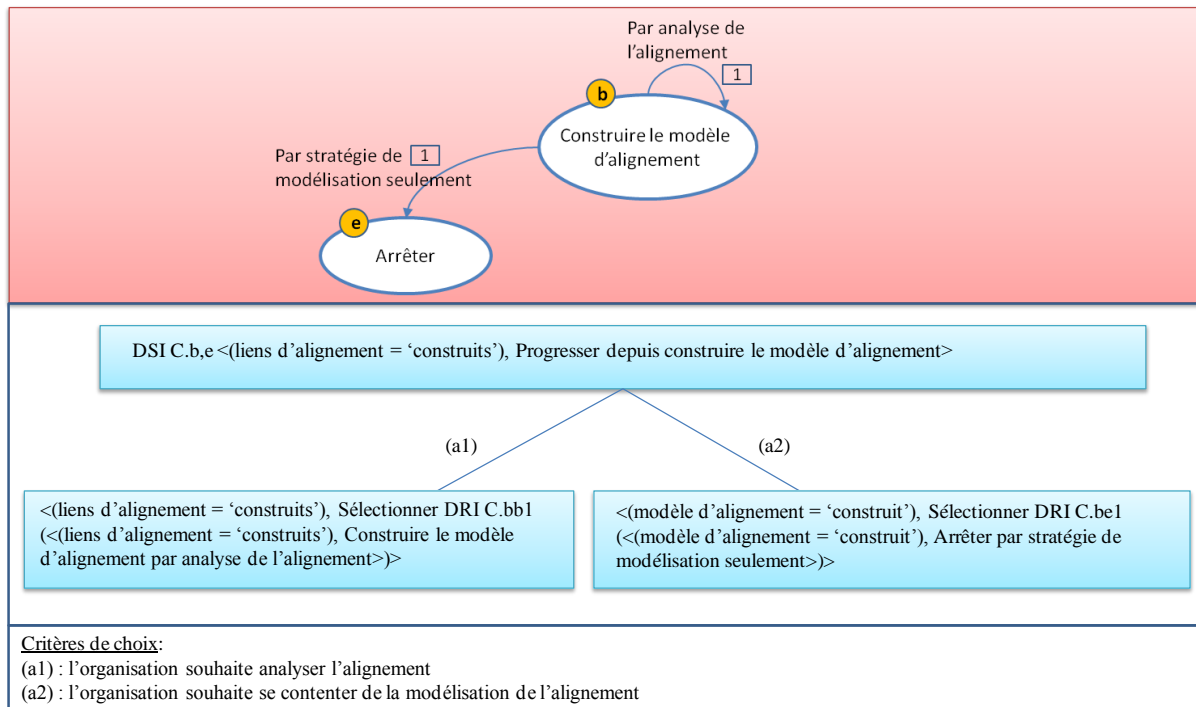 Par analyse de
l'alignement
1
b
Construire le modèle
d'alignement
Par stratégie de 1
modélisation seulement
e
Arrêter
DSI C.b,e <(liens d'alignement = ‘construits’), Progresser depuis construire le modèle d'alignement>
(a1)
(a2)
<(liens d'alignement = ‘construits’), Sélectionner DRI C.bb1
(<(liens d'alignement = ‘construits’), Construire le modèle
d'alignement par analyse de l'alignement>)>
<(modèle d'alignement = ‘construit’), Sélectionner DRI C.be1
(<(modèle d'alignement = ‘construit’), Arrêter par stratégie de
modélisation seulement>)>
Critères de choix:
(a1) : l'organisation souhaite analyser l'alignement
(a2) : l'organisation souhaite se contenter de la modélisation de l'alignement